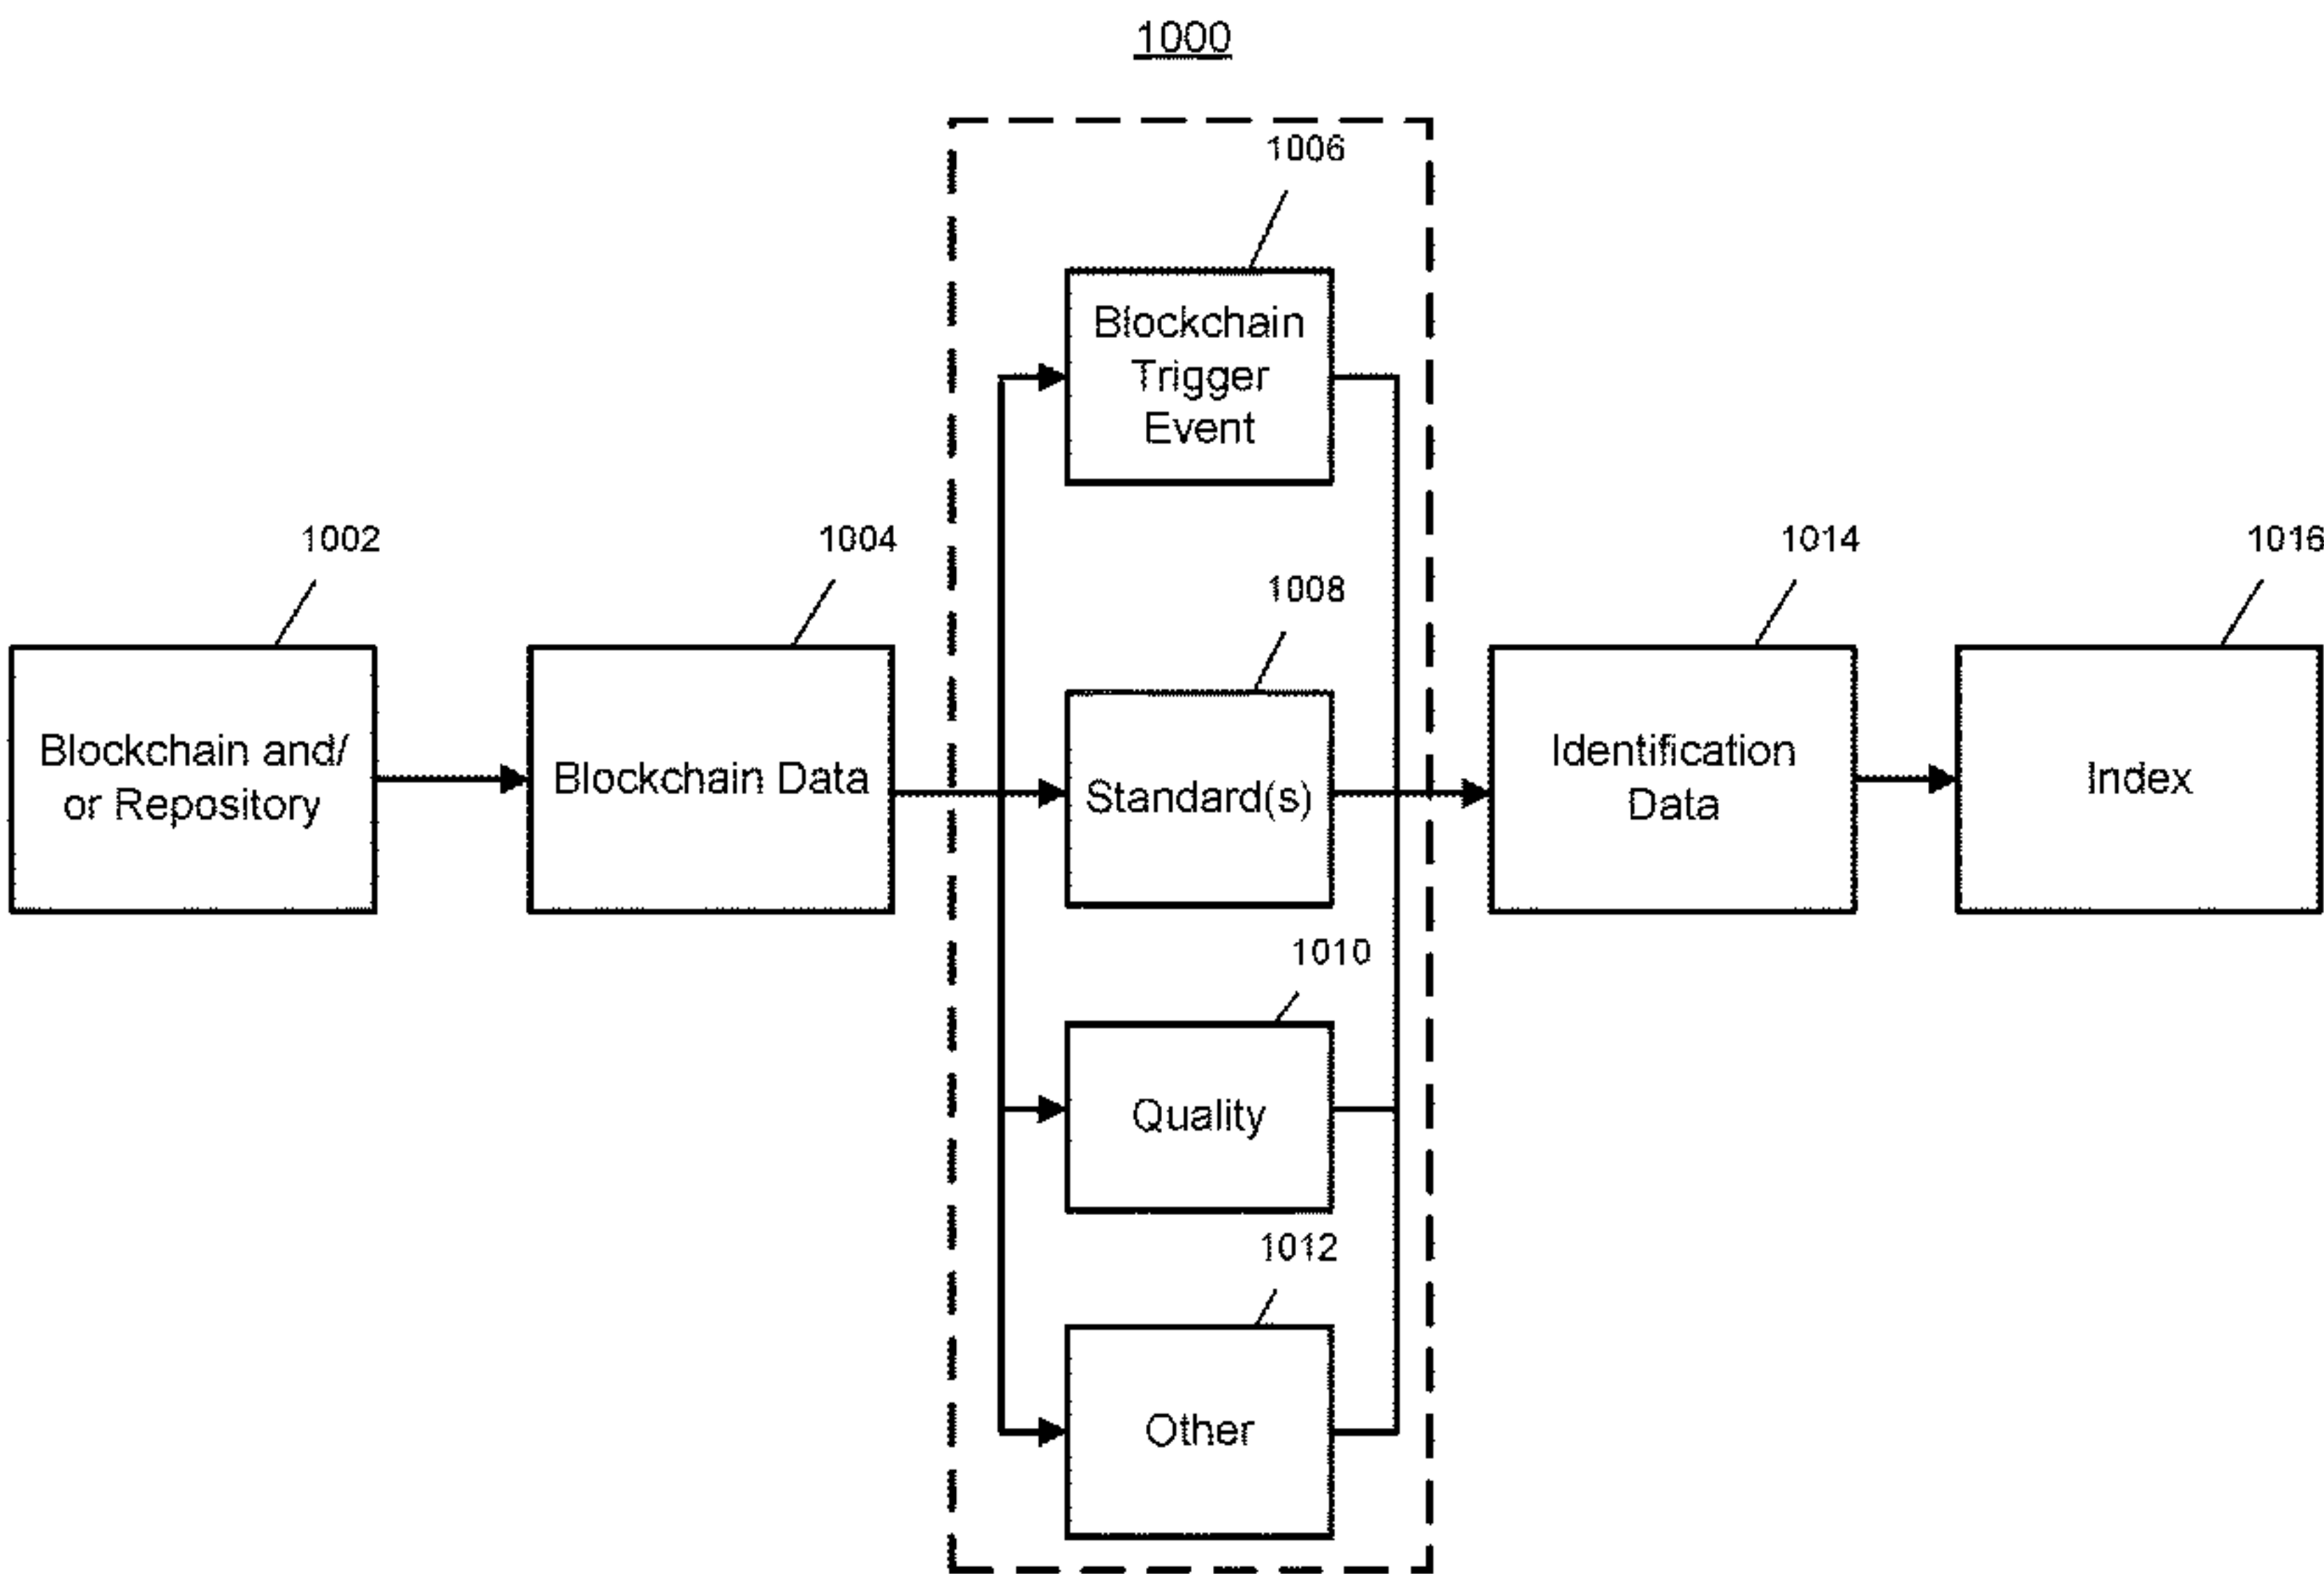 1000
1006
Blockchain
Trigger
Event
1002
1004
1014
1016
1008
Blockchain and/
or Repository
Blockchain Data
Standard(s)
Identification
Data
Index
1010
Quality
1012
Other